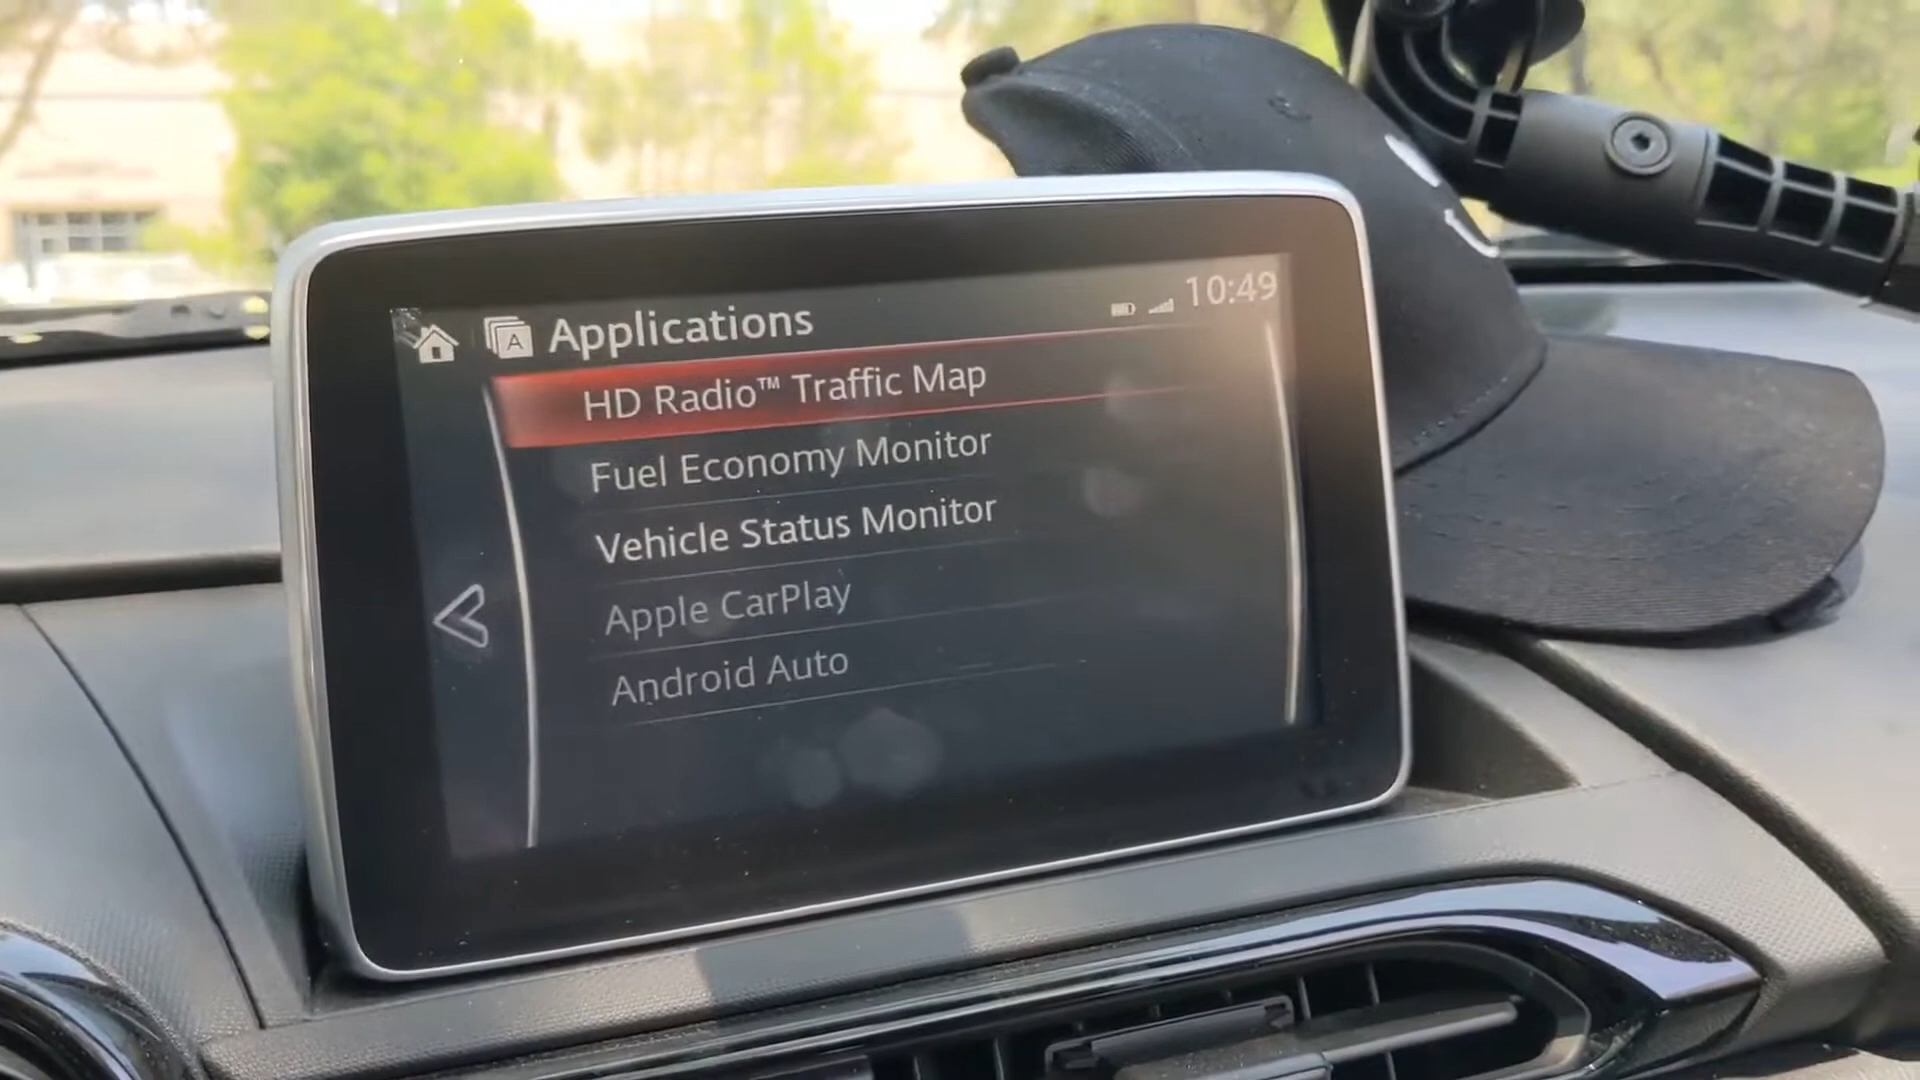 Applications
10:49
HD Radio™ Traffic Map
Fuel Economy Monitor
Vehicle Status Monitor
Apple CarPlay
Android Auto